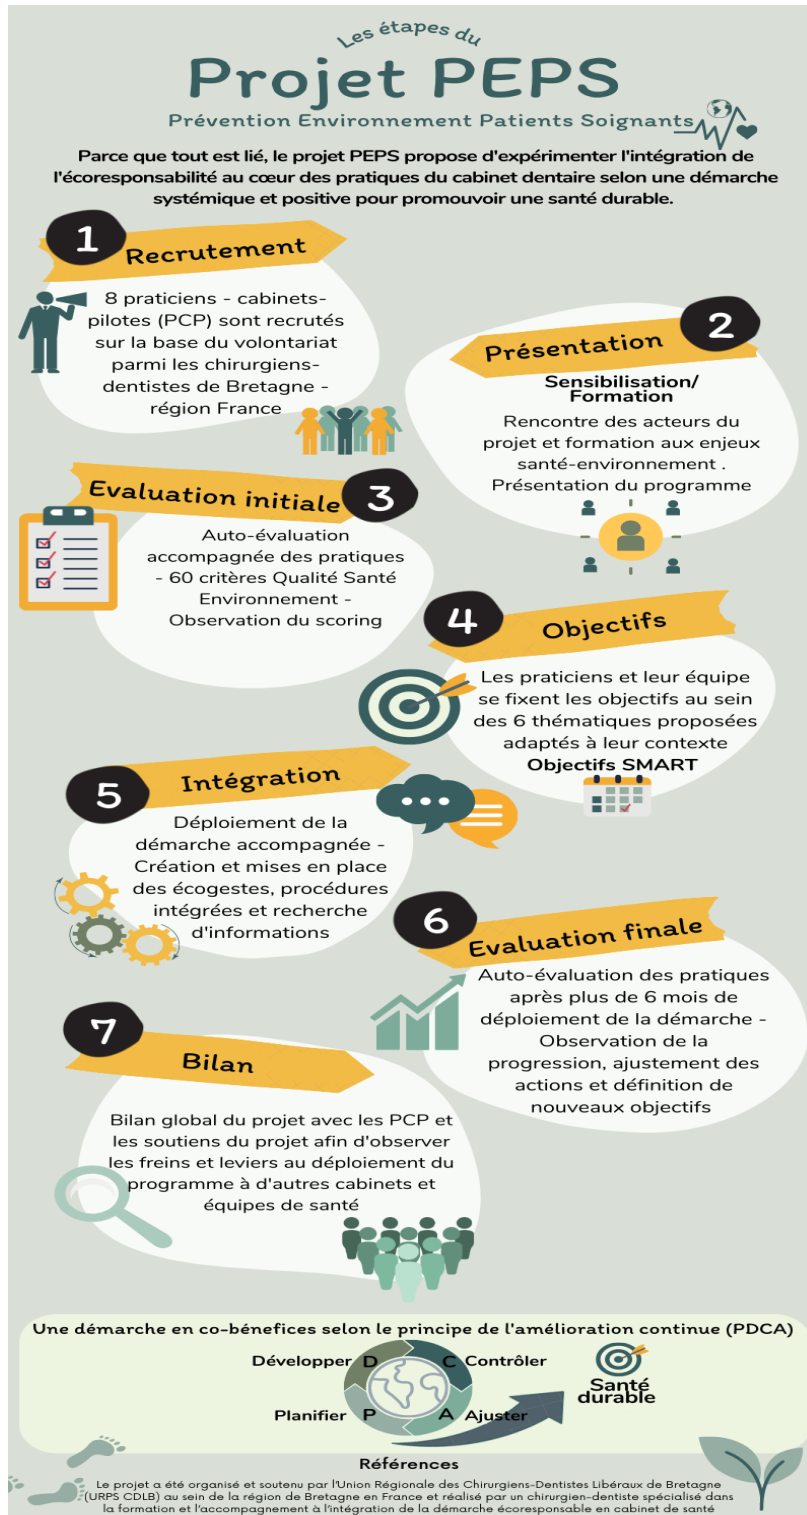 Les étapes du
Projet PEPS
Prévention Environnement Patients Soignants
Parce que tout est lié, le projet PEPS propose d'expérimenter l'intégration de
l'écoresponsabilité au cœur des pratiques du cabinet dentaire selon une démarche
systémique et positive pour promouvoir une santé durable.
1
Recrutement
8 praticiens - cabinets-
pilotes (PCP) sont recrutés
sur la base du volontariat
parmi les chirurgiens-
dentistes de Bretagne -
région France
2
Présentation
Sensibilisation/
Formation
Rencontre des acteurs du
projet et formation aux enjeux
santé-environnement .
Présentation du programme
Evaluation initiale
3
Auto-évaluation
accompagnée des pratiques
- 60 critères Qualité Santé
Environnement -
Observation du scoring
4
Objectifs
Les praticiens et leur équipe
se fixent les objectifs au sein
des 6 thématiques proposées
adaptés à leur contexte
Objectifs SMART
5
Intégration
Déploiement de la
démarche accompagnée -
Création et mises en place
des écogestes, procédures
intégrées et recherche
d'informations
6
Evaluation finale
Auto-évaluation des pratiques
après plus de 6 mois de
déploiement de la démarche -
Observation de la
progression, ajustement des
actions et définition de
nouveaux objectifs
7
Bilan
Bilan global du projet avec les PCP et
les soutiens du projet afin d'observer
les freins et leviers au déploiement du
programme à d'autres cabinets et
équipes de santé
Une démarche en co-bénefices selon le principe de l'amélioration continue (PDCA)
Développer D C Contrôler
Planifier P A Ajuster
Santé
durable
Références
Le projet a été organisé et soutenu par l'Union Régionale des Chirurgiens-Dentistes Libéraux de Bretagne
(URPS CDLB) au sein de la région de Bretagne en France et réalisé par un chirurgien-dentiste spécialisé dans
la formation et l'accompagnement à l'intégration de la démarche écoresponsable en cabinet de santé